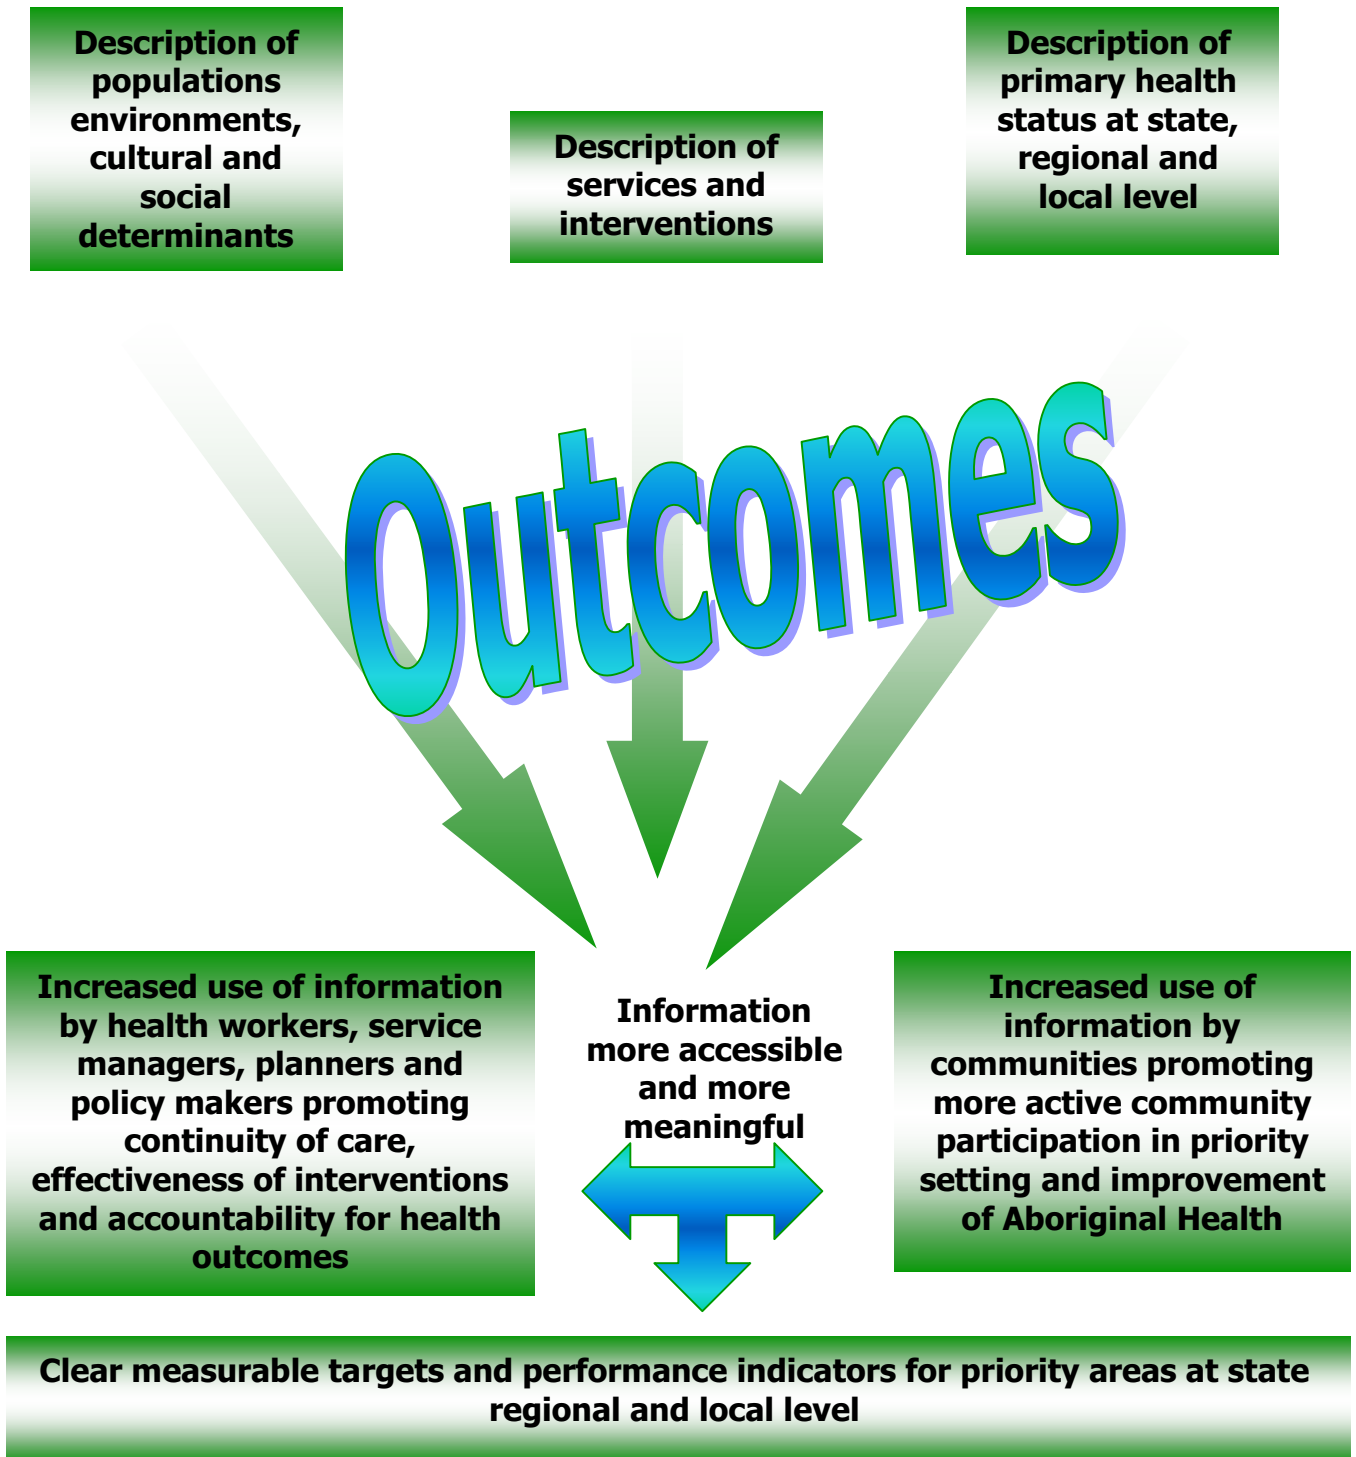 Description of
populations
environments,
cultural and
social
determinants
Description of
services and
interventions
Description of
primary health
status at state,
regional and
local level
Outcomes
Increased use of information
by health workers, service
managers, planners and
policy makers promoting
continuity of care,
effectiveness of interventions
and accountability for health
outcomes
Information
more accessible
and more
meaningful
Increased use of
information by
communities promoting
more active community
participation in priority
setting and improvement
of Aboriginal Health
Clear measurable targets and performance indicators for priority areas at state
regional and local level